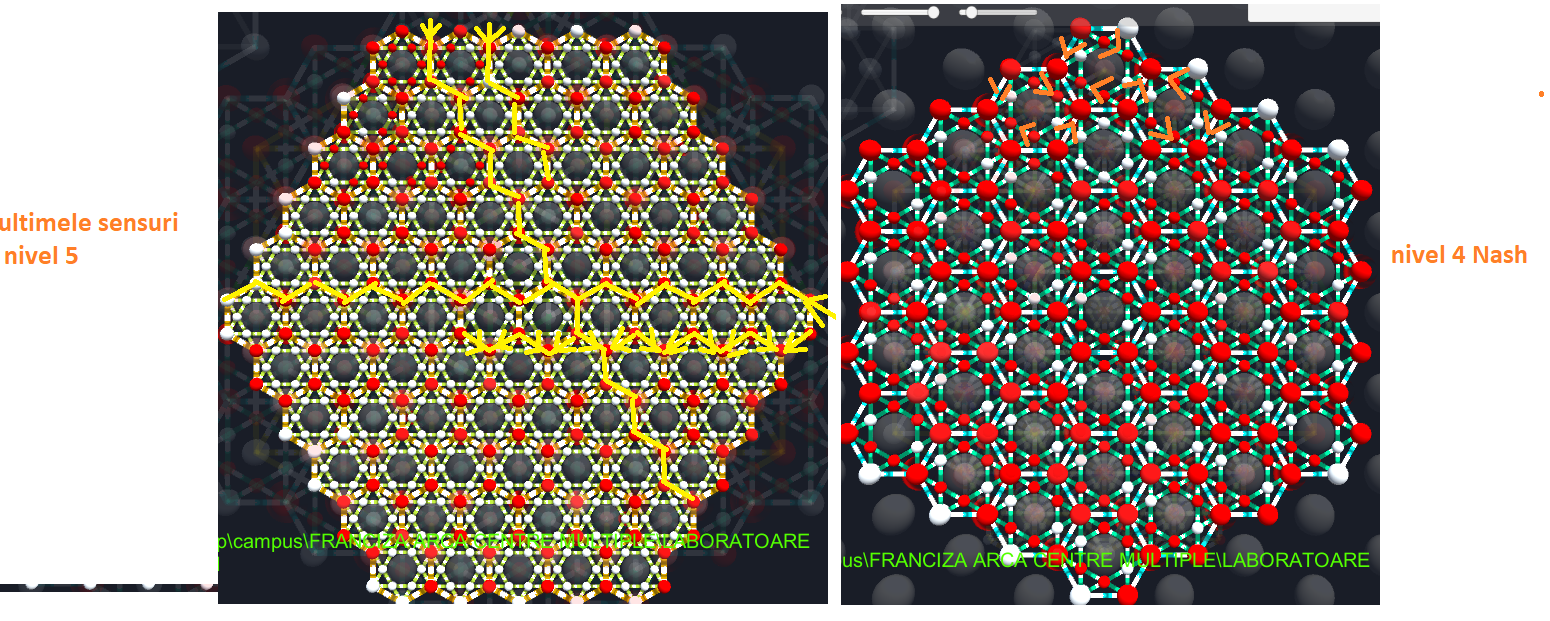 ultimele sensuri
nivel 5
p\campus\FRANCIZA ARCA CENTRE MULTIPLE\LABORATOARE
us\FRANCIZA ARCA CENTRE MULTIPLE\LABORATOARE
nivel 4 Nash